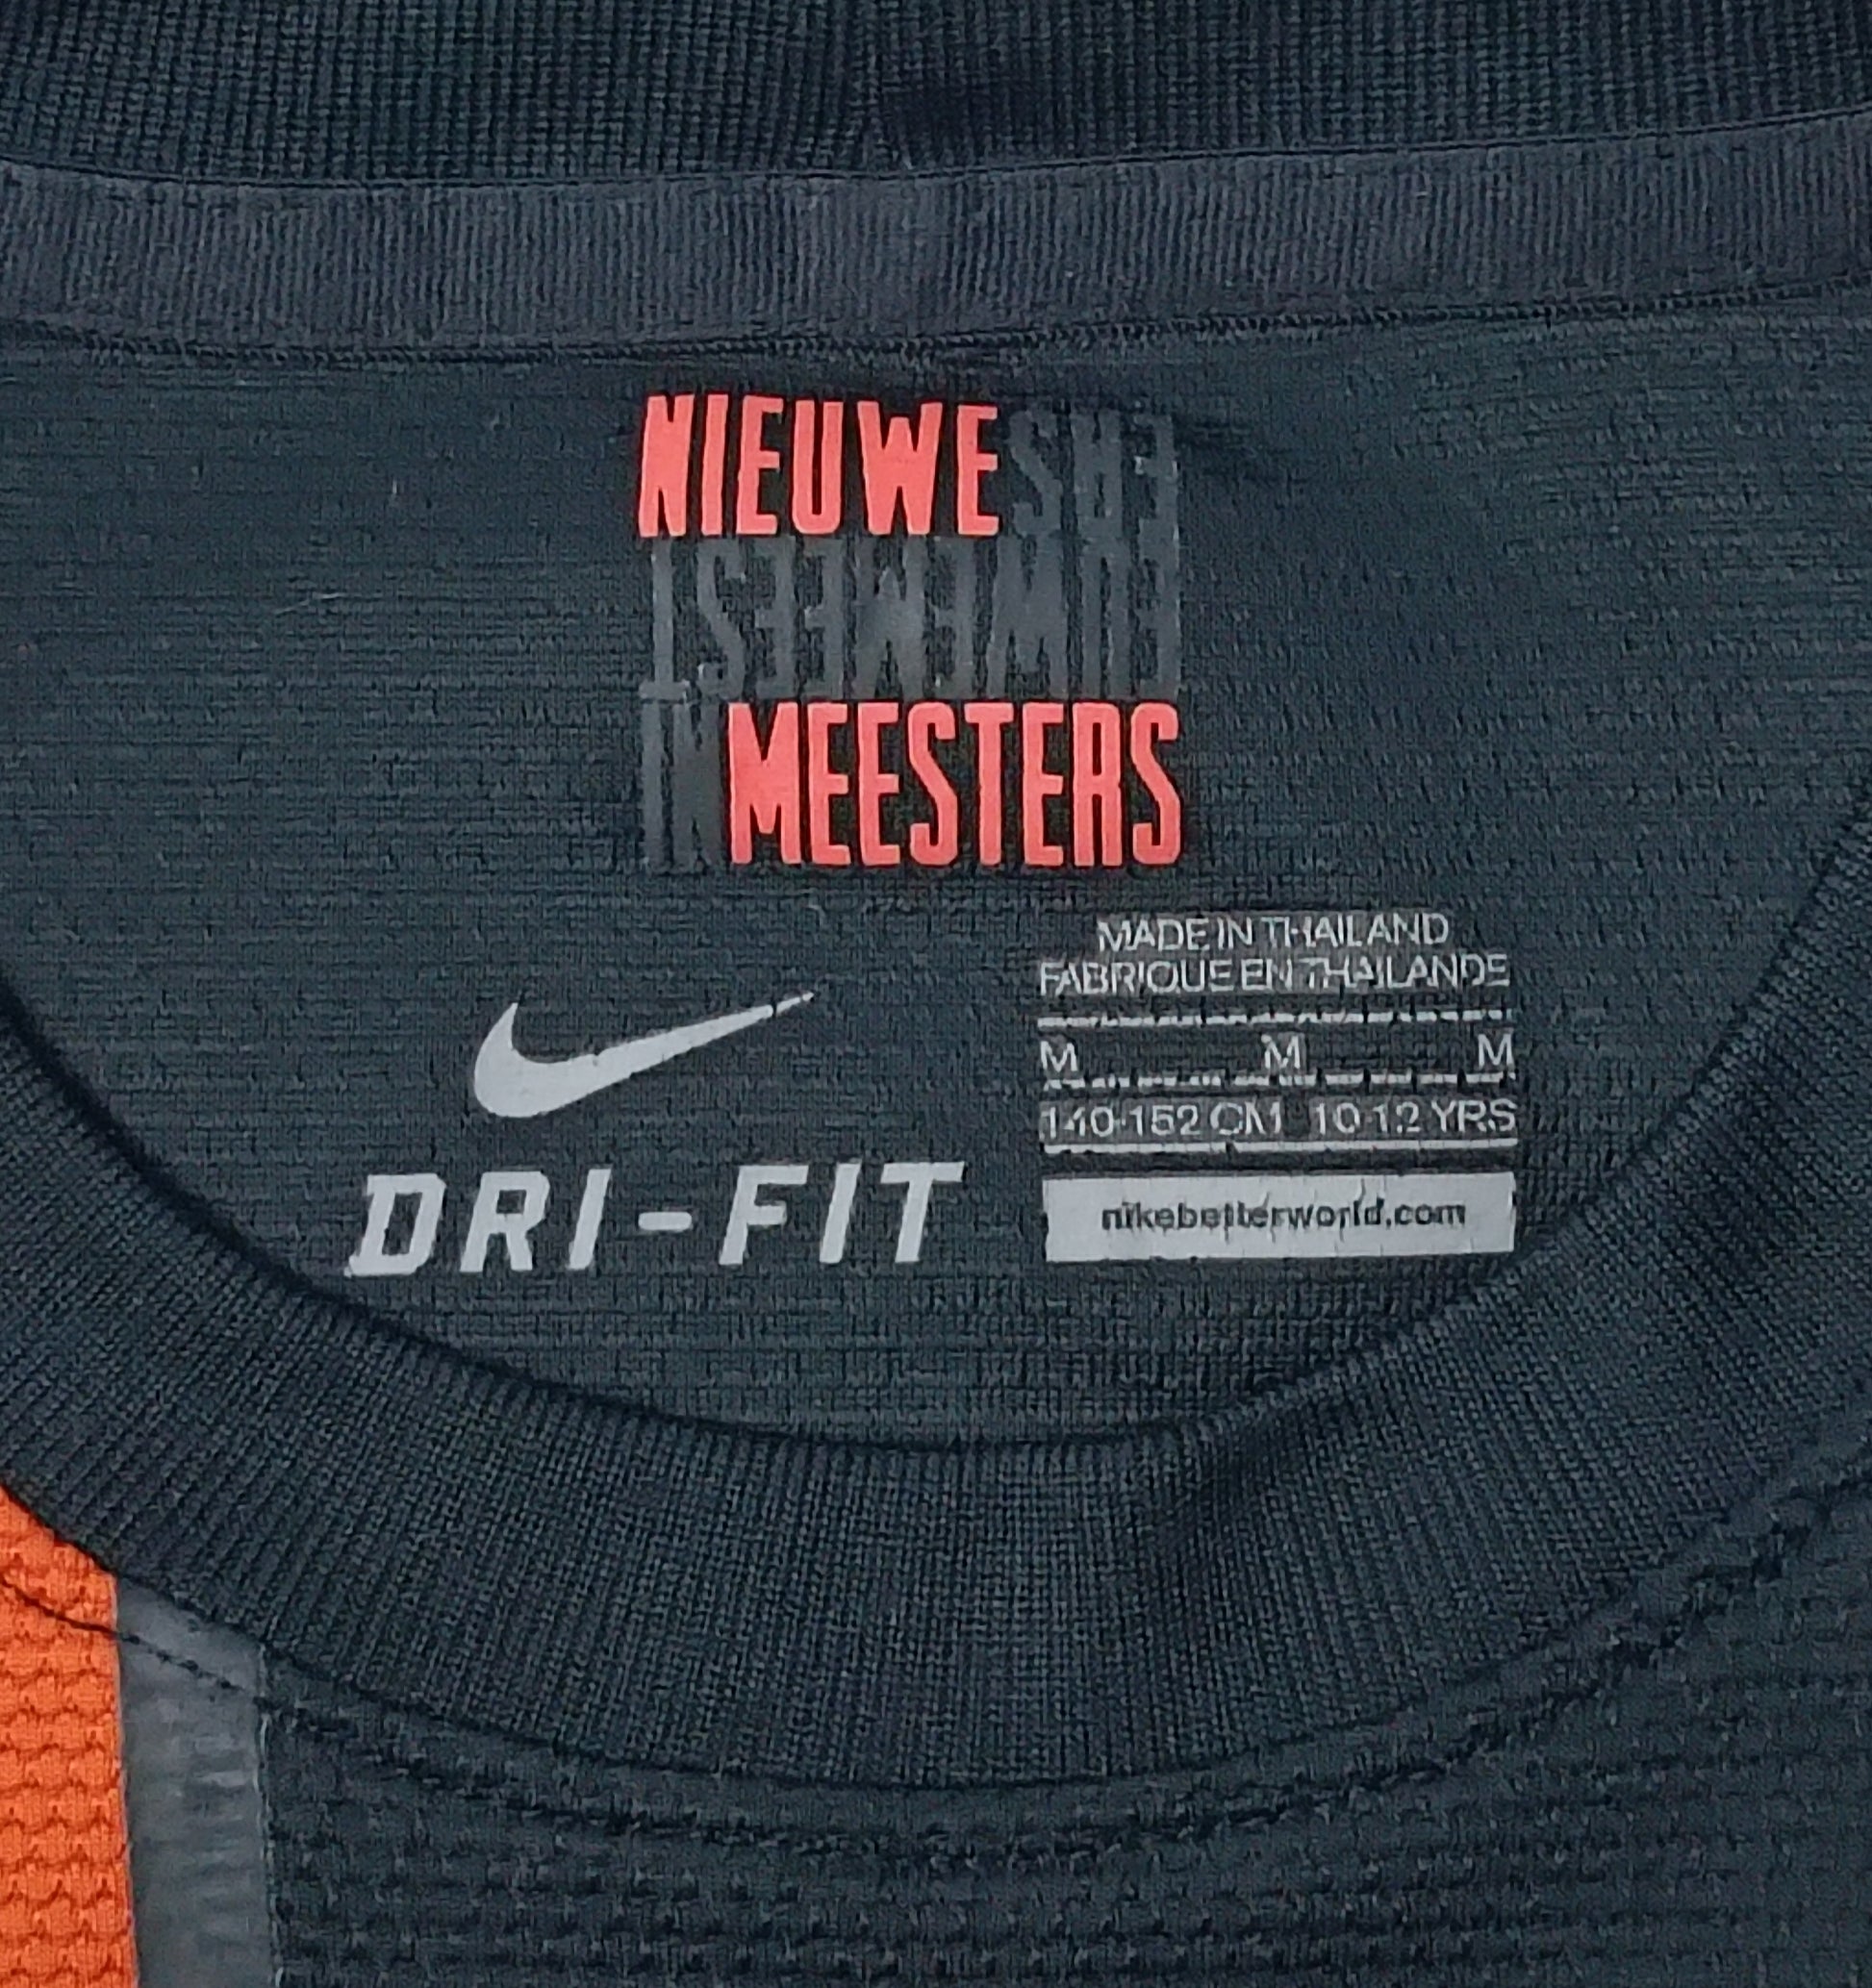 NIEUWE
MEESTERS
MADE IN THAILAND
FABRIQUE EN THAILANDE
M M M
140-152 CM 10-12 YRS
nikebetterworld.com
DRI-FIT